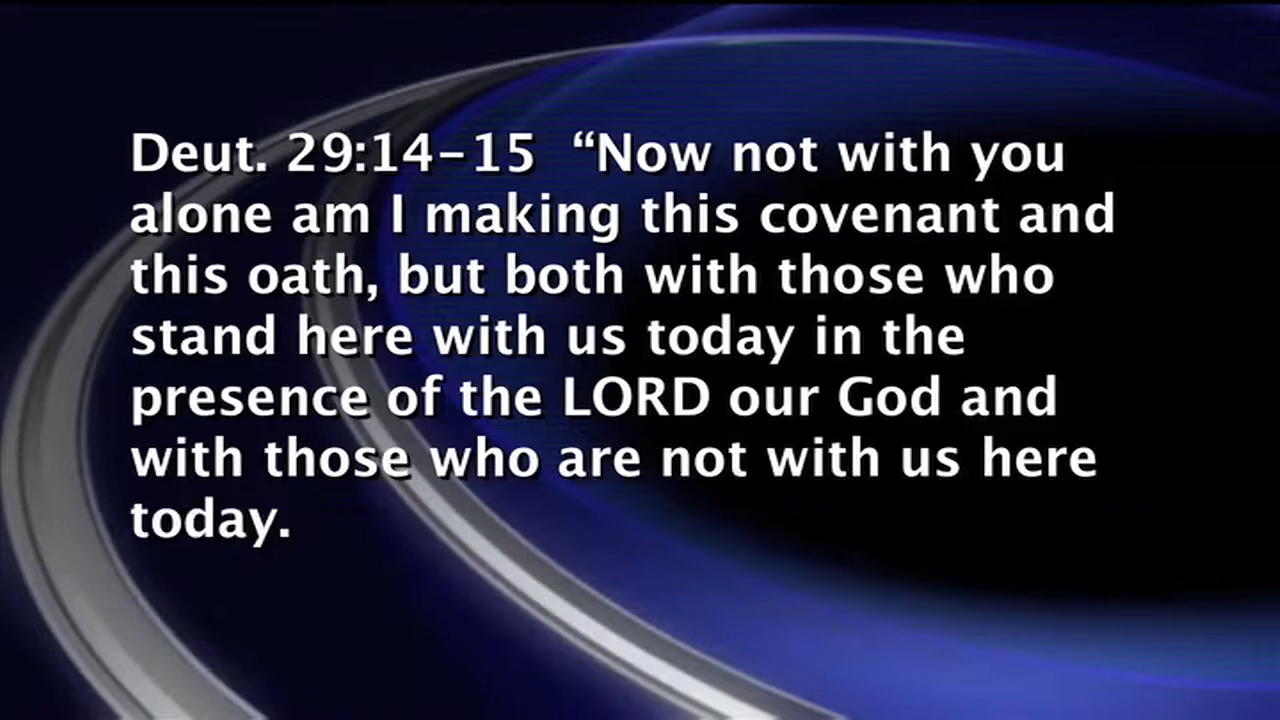 Deut. 29:14–15  “Now not with you
alone am I making this covenant and
this oath, but both with those who
stand here with us today in the
presence of the LORD our God and
with those who are not with us here
today.